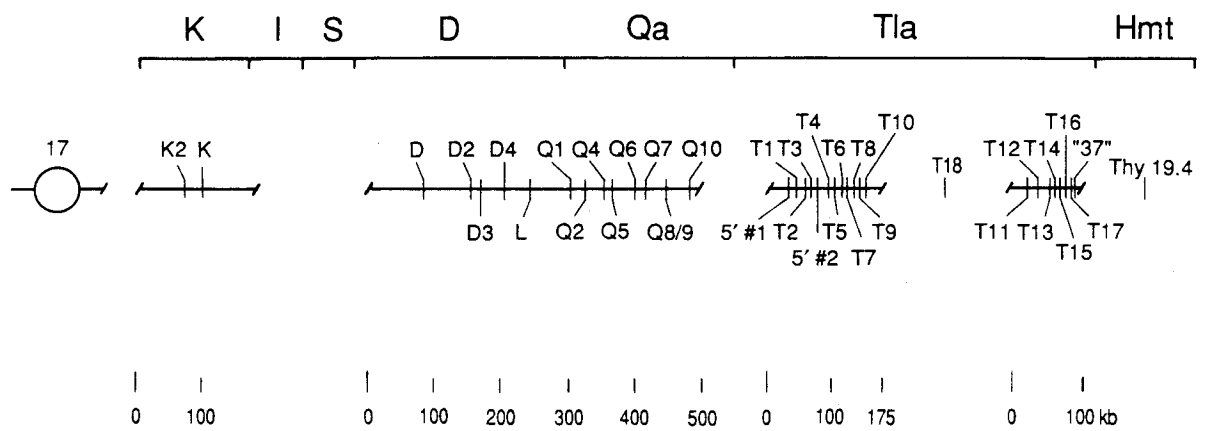 K I S D Qa Tla Hmt
T4 T16
17 K2 K D D2 D4 Q1 Q4 Q6 Q7 Q10 T1 T3 T6 T8 T10 T18 T12 T14 "37" Thy 19.4
D3 L Q2 Q5 Q8/9 5′ #1 T2 T5 T9 T11 T13 T17
5′ #2 T7 T15
0 100 0 100 200 300 400 500 0 100 175 0 100 kb